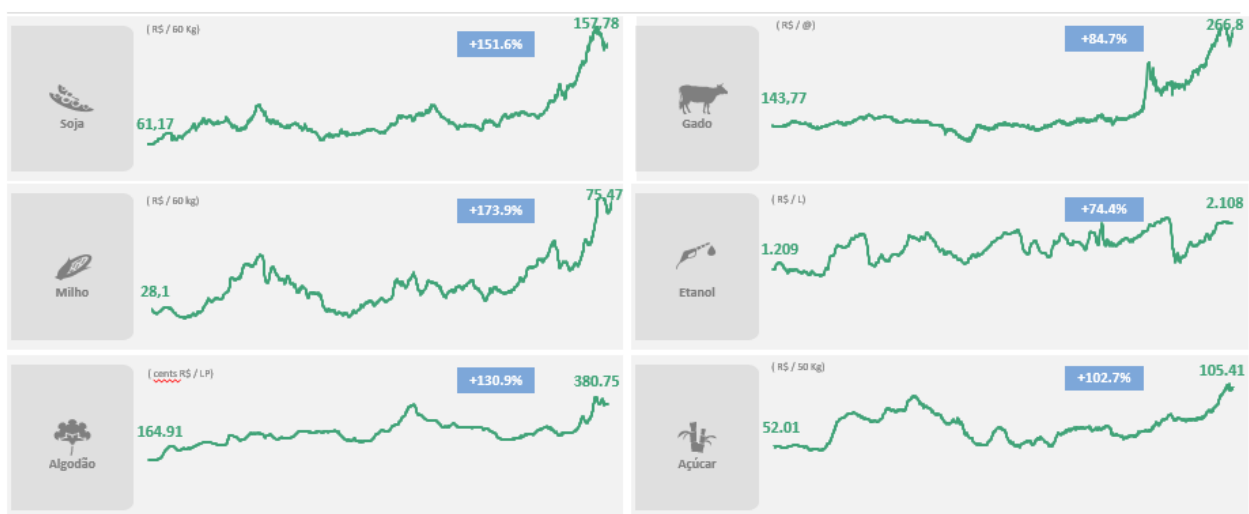 ( R$ / 60 Kg)
157,78
+151.6%
61,17
Soja
( R$ / @)
266,8
+84.7%
143,77
Gado
( R$ / 60 kg)
75,47
+173.9%
28,1
Milho
( R$ / L)
2.108
+74.4%
1.209
Etanol
( cents R$ / LP)
380.75
+130.9%
164.91
Algodão
( R$ / 50 Kg)
105.41
+102.7%
52.01
Açúcar